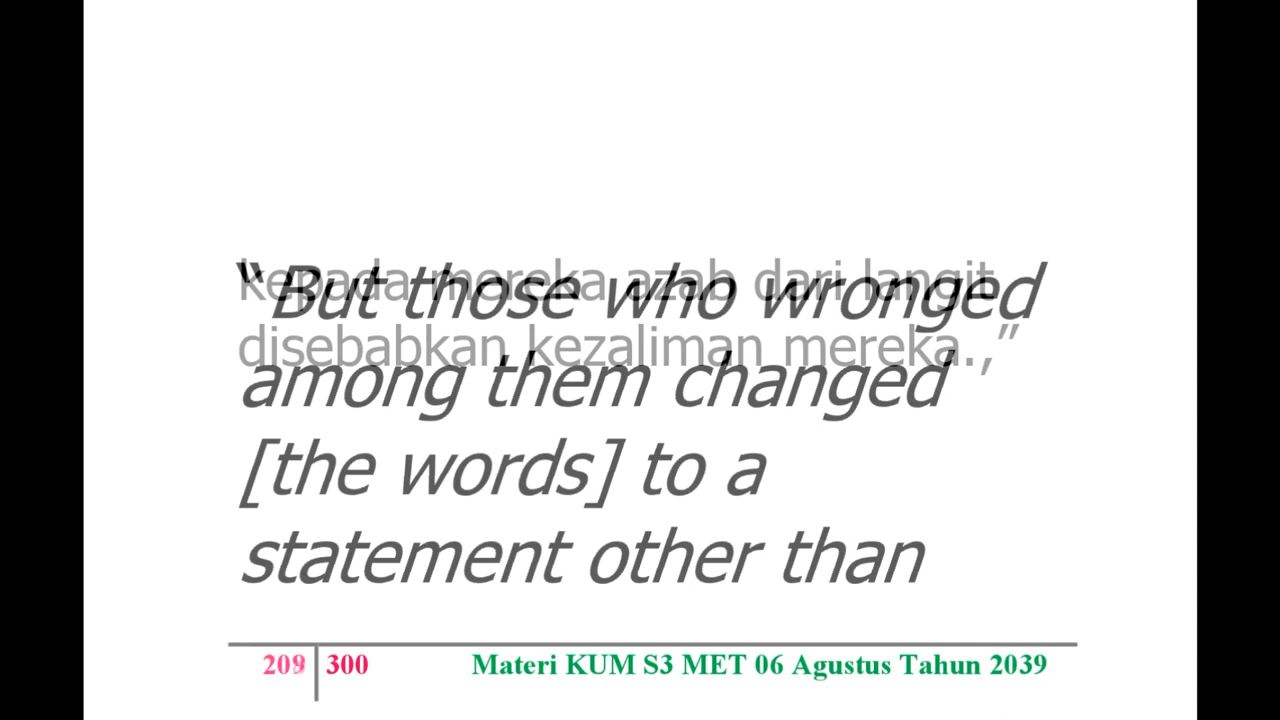 kepada mereka azab dari langit
disebabkan kezaliman mereka.,”
“But those who wronged
among them changed
[the words] to a
statement other than
300 Materi KUM S3 MET 06 Agustus Tahun 2039